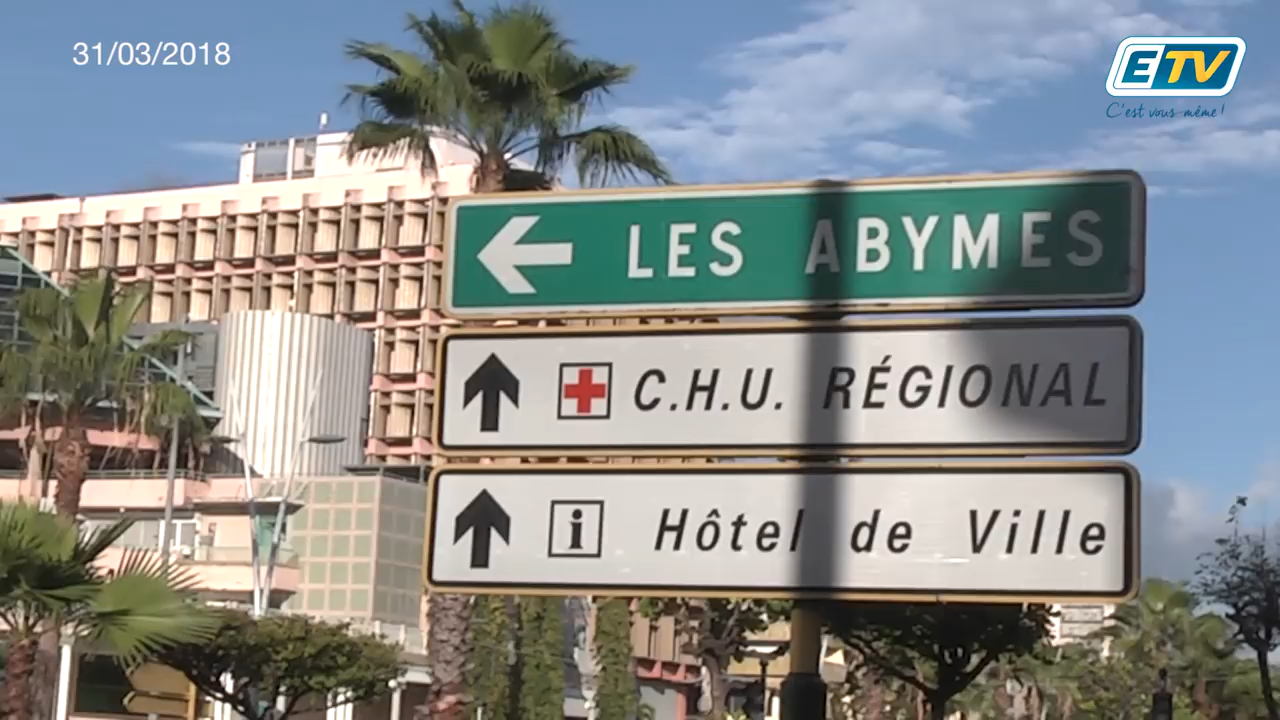 31/03/2018
ETV
C'est vous-même !
LES ABYMES
C.H.U. RÉGIONAL
i Hôtel de Ville